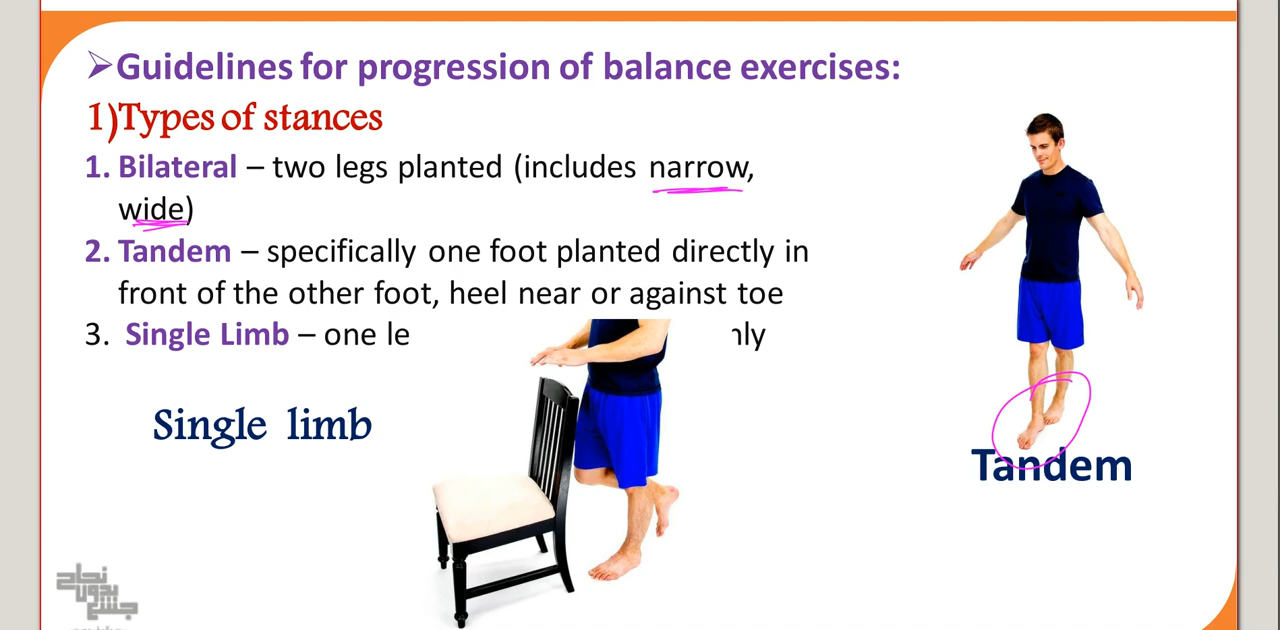 ➢Guidelines for progression of balance exercises:
1)Types of stances
1. Bilateral – two legs planted (includes narrow,
wide)
2. Tandem – specifically one foot planted directly in
front of the other foot, heel near or against toe
3. Single Limb – one le
Single limb
Tandem
نجاح
بدون